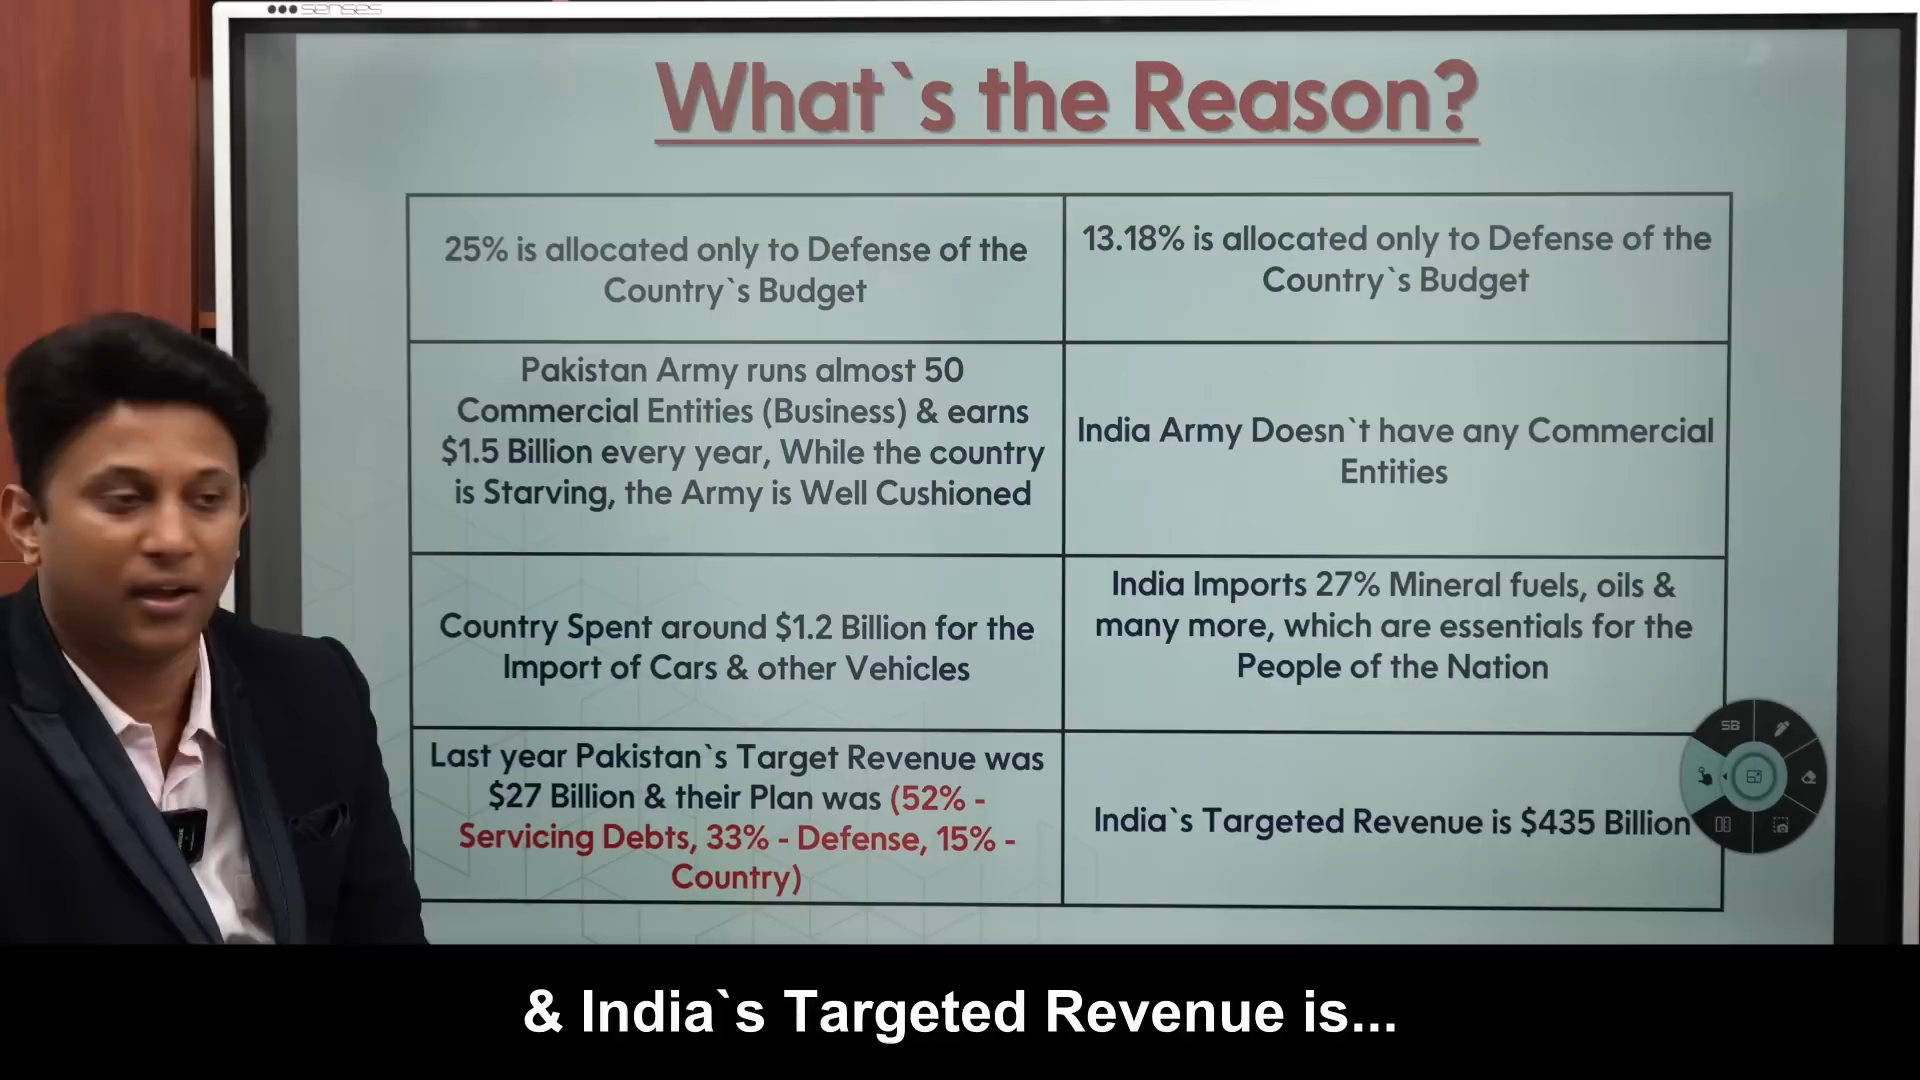 senses
What`s the Reason?
25% is allocated only to Defense of the
Country`s Budget
13.18% is allocated only to Defense of the
Country`s Budget
Pakistan Army runs almost 50
Commercial Entities (Business) & earns
$1.5 Billion every year, While the country
is Starving, the Army is Well Cushioned
India Army Doesn`t have any Commercial
Entities
Country Spent around $1.2 Billion for the
Import of Cars & other Vehicles
India Imports 27% Mineral fuels, oils &
many more, which are essentials for the
People of the Nation
Last year Pakistan`s Target Revenue was
$27 Billion & their Plan was (52% -
Servicing Debts, 33% - Defense, 15% -
Country)
India`s Targeted Revenue is $435 Billion
SB
& India`s Targeted Revenue is...